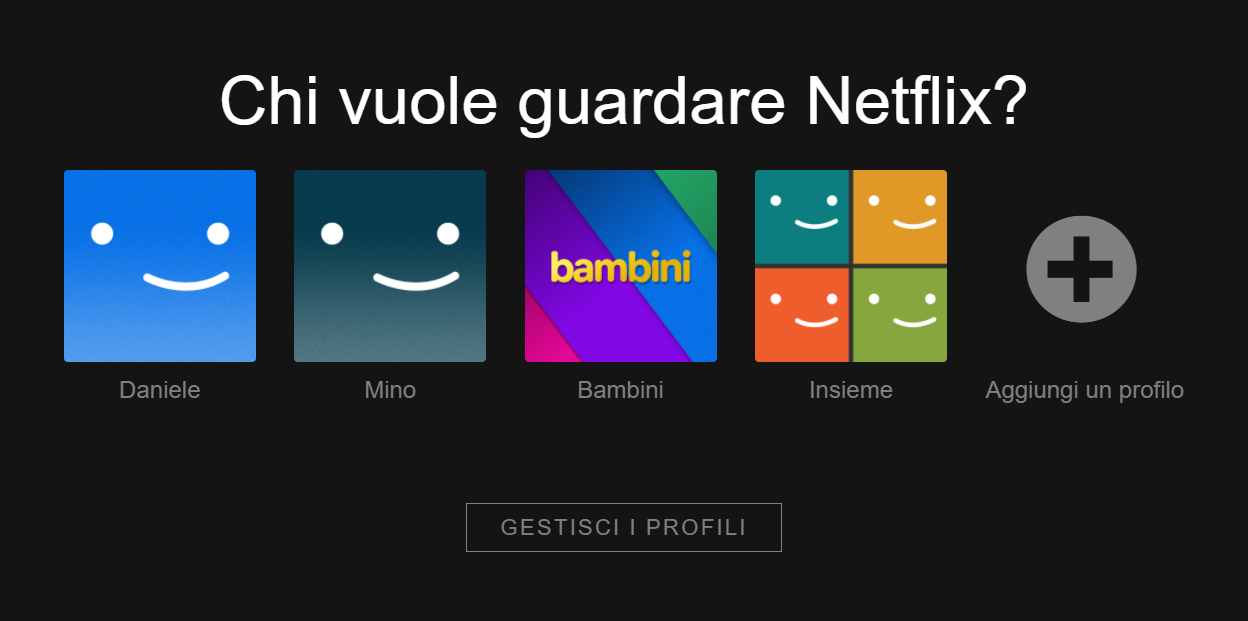 Chi vuole guardare Netflix?
bambini
Daniele
Mino
Bambini
Insieme
Aggiungi un profilo
GESTISCI I PROFILI